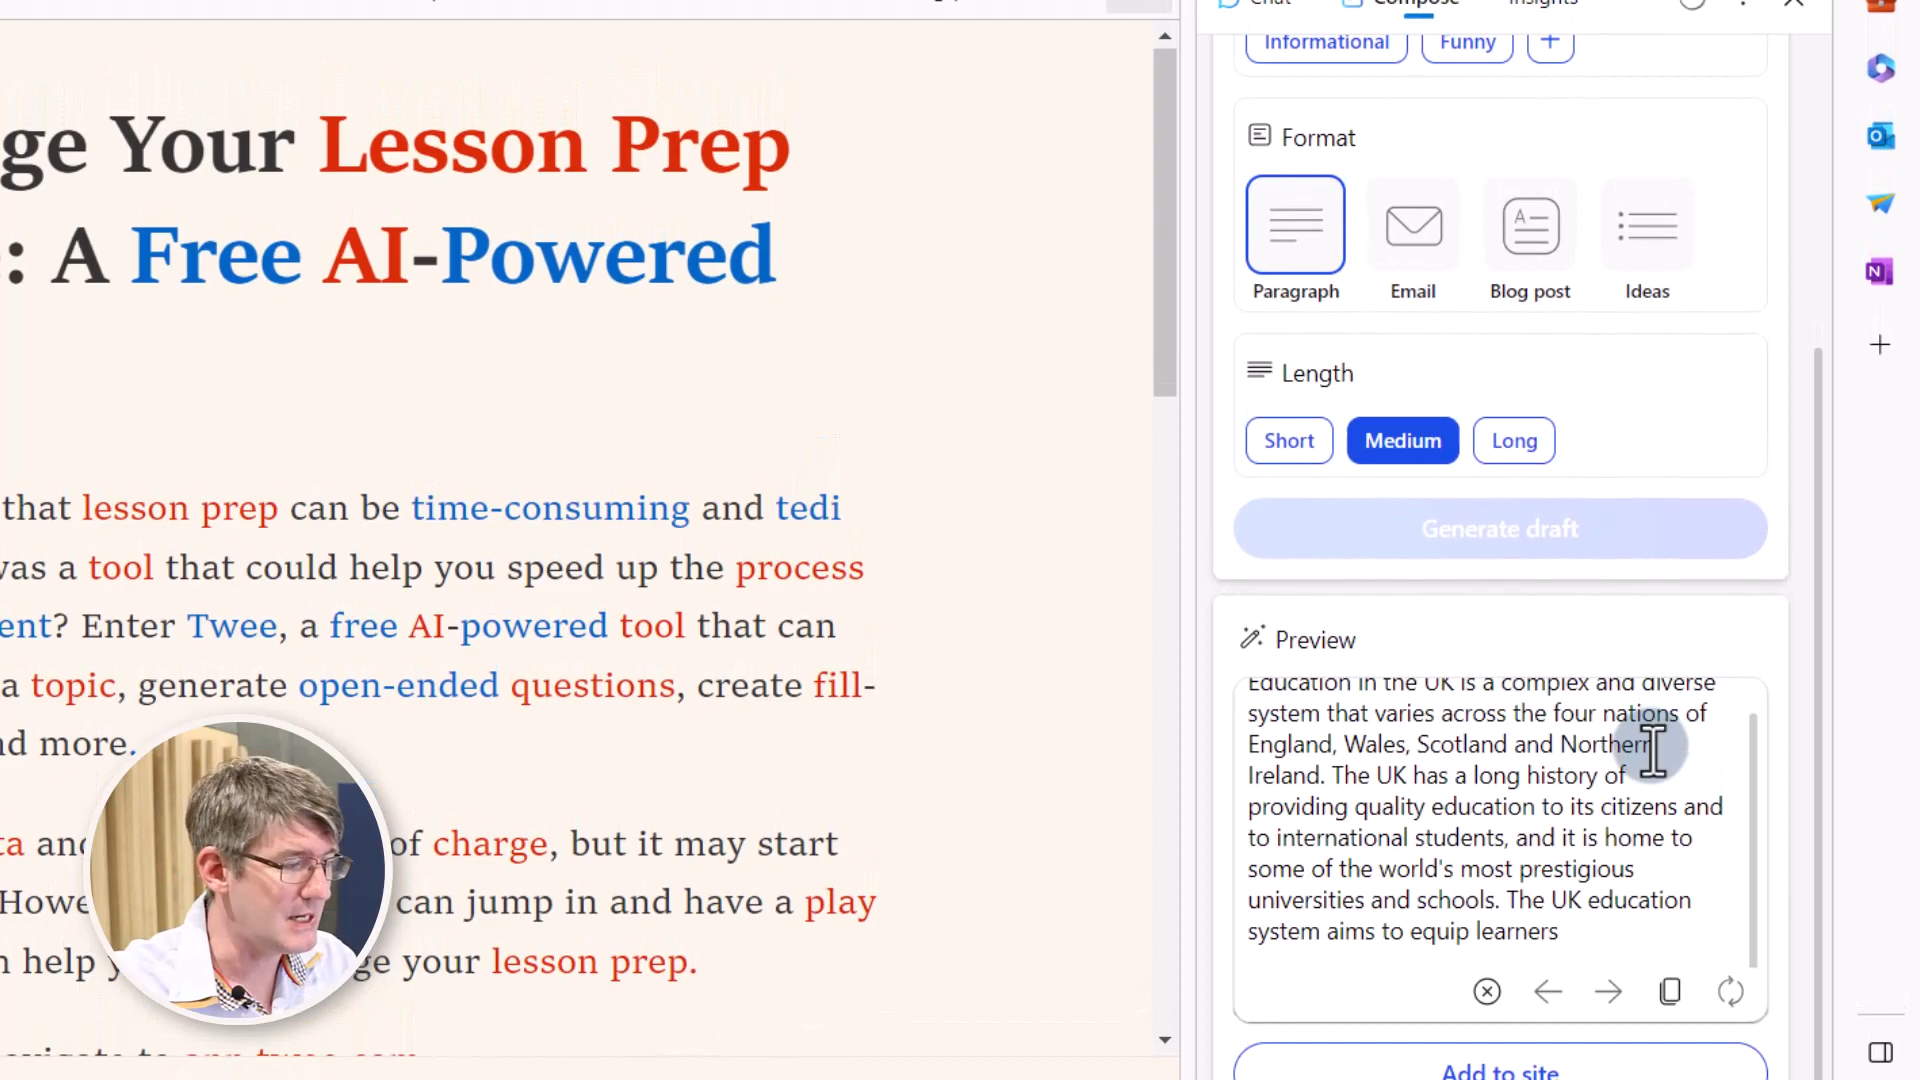 Chat
Compose
Insights
Informational
Funny
ge Your Lesson Prep
: A Free AI-Powered
Format
Paragraph
Email
Blog post
Ideas
Length
Short
Medium
Long
Generate draft
that lesson prep can be time-consuming and tedi
was a tool that could help you speed up the process
ent? Enter Twee, a free AI-powered tool that can
a topic, generate open-ended questions, create fill-
nd more.
of charge, but it may start
can jump in and have a play
help
ge your lesson prep.
Preview
Education in the UK is a complex and diverse
system that varies across the four nations of
England, Wales, Scotland and Northern
Ireland. The UK has a long history of
providing quality education to its citizens and
to international students, and it is home to
some of the world's most prestigious
universities and schools. The UK education
system aims to equip learners
Add to site